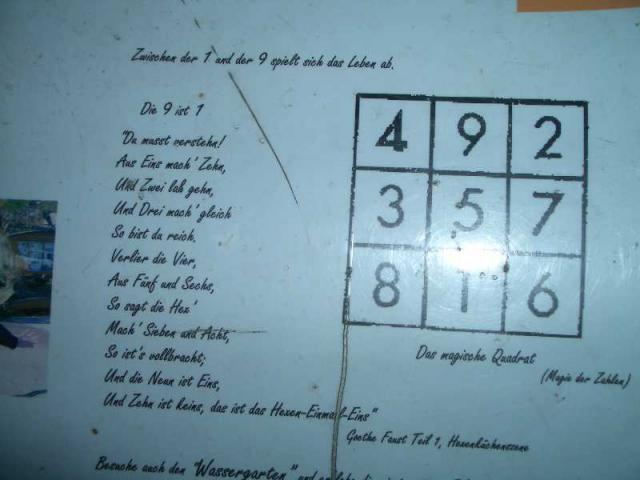 Zwischen der 1 und der 9 spielt sich das Leben ab.
Die 9 ist 1
"Du musst verstehn!
Aus Eins mach' Zehn,
Und Zwei laß gehn,
Und Drei mach' gleich
So bist du reich.
Verlier die Vier,
Aus Fünf und Sechs,
So sagt die Hex'
Mach' Sieben und Acht,
So ist's vollbracht;
Und die Neun ist Eins,
Und Zehn ist keins, das ist das Hexen-Einmal-Eins"
4 9 2
3 5 7
8 1 6
Das magische Quadrat
(Magie der Zahlen)
Goethe Faust Teil 1, Hexenküchenszene
Besuche auch den "Wassergarten" und